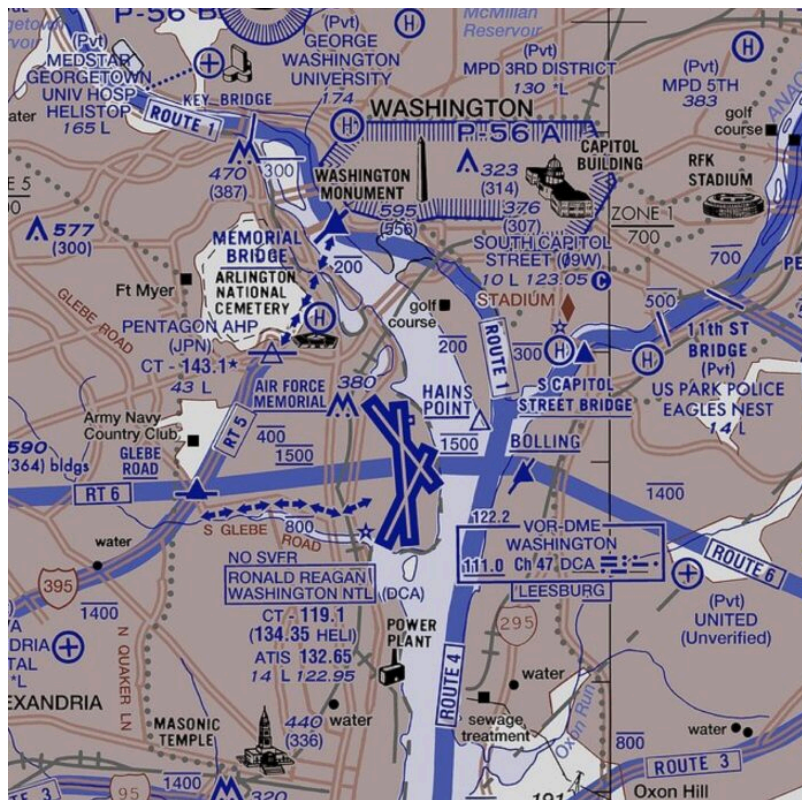 P-56 B
McMillan
Reservoir
(Pvt)
MEDSTAR
GEORGETOWN
UNIV HOSP
HELISTOP
165 L
(Pvt)
GEORGE
WASHINGTON
UNIVERSITY
174
(Pvt)
MPD 3RD DISTRICT
130 *L
(Pvt)
MPD 5TH
383
H
H
H
ROUTE 1
KEY BRIDGE
WASHINGTON
P-56 A
golf
course
ater
470
(387)
300
WASHINGTON
MONUMENT
595
(556)
323
(314)
CAPITOL
BUILDING
376
(307)
RFK
STADIUM
ZONE 1
700
E 5
00
577
(300)
MEMORIAL
BRIDGE
ARLINGTON
NATIONAL
CEMETERY
200
SOUTH CAPITOL
STREET (09W)
10 L 123.05 C
STADIUM
700
PE
Ft Myer
GLEBE ROAD
PENTAGON AHP
(JPN)
CT - 143.1*
43 L
H
golf
course
200
ROUTE 1
300
H
500
H
11th ST
BRIDGE
(Pvt)
US PARK POLICE
EAGLES NEST
14 L
AIR FORCE
MEMORIAL
380
HAINS
POINT
S CAPITOL
STREET BRIDGE
Army Navy
Country Club
RT 5
400
1500
1500
BOLLING
590
(364) bldgs
GLEBE
ROAD
RT 6
1400
S GLEBE ROAD
800
122.2
VOR-DME
WASHINGTON
111.0 Ch 47 DCA
LEESBURG
ROUTE 6
water
395
NO SVFR
RONALD REAGAN
WASHINGTON NTL
(DCA)
CT - 119.1
(134.35 HELI)
ATIS 132.65
14 L 122.95
1400
(Pvt)
UNITED
(Unverified)
DRIA
TAL
*L
N QUAKER LN
POWER
PLANT
295
ROUTE 4
EXANDRIA
MASONIC
TEMPLE
440
(336)
water
water
sewage
treatment
Oxon Run
water
800
1400
ROUTE 3
95
320
191
Oxon Hill